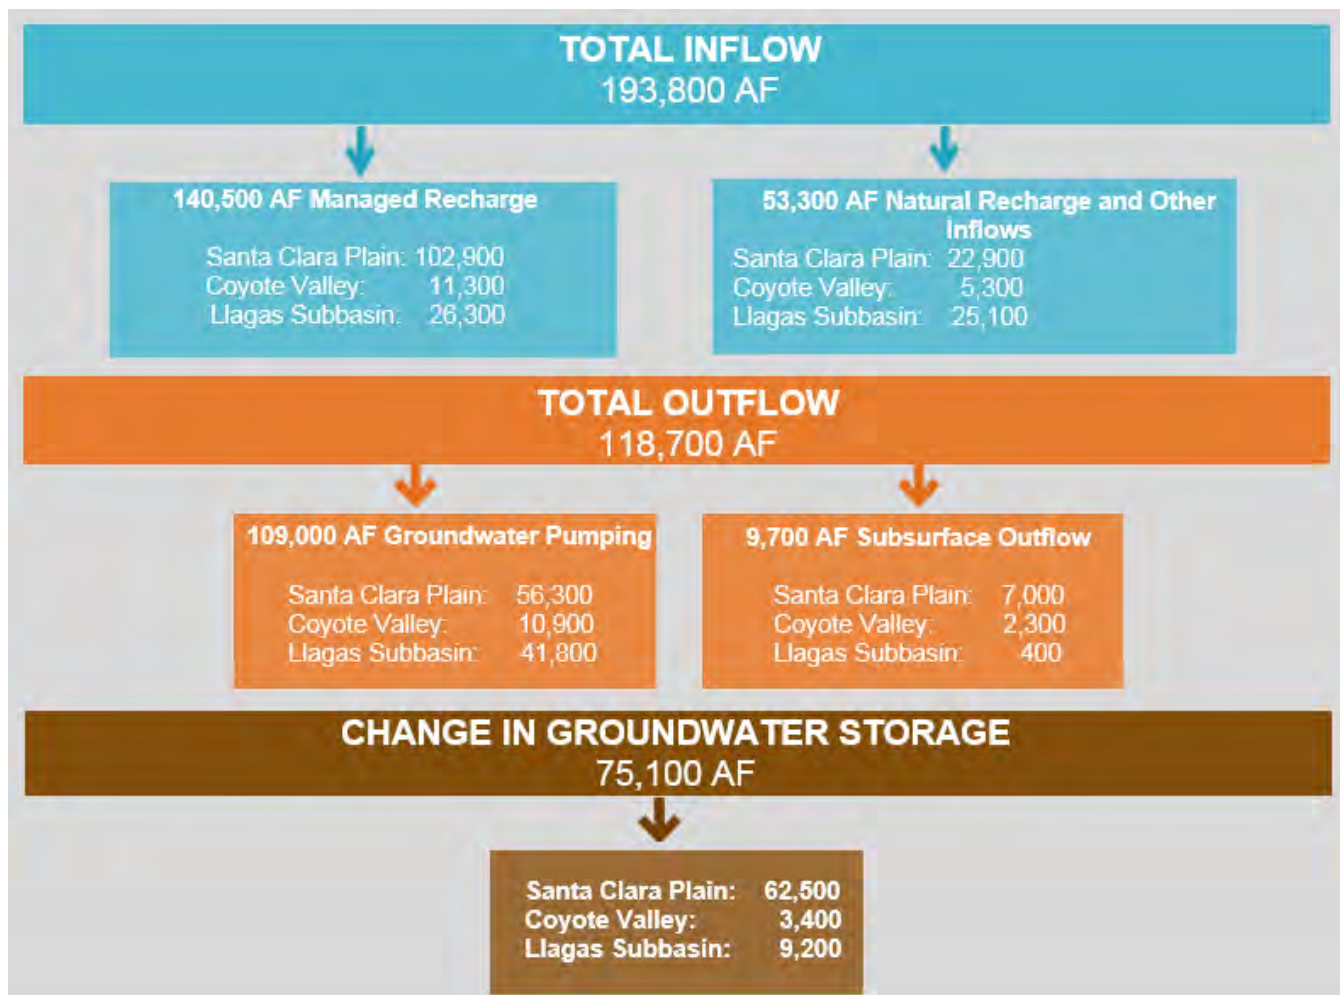 TOTAL INFLOW
193,800 AF
140,500 AF Managed Recharge
Santa Clara Plain: 102,900
Coyote Valley: 11,300
Llagas Subbasin: 26,300
53,300 AF Natural Recharge and Other
Inflows
Santa Clara Plain: 22,900
Coyote Valley: 5,300
Llagas Subbasin: 25,100
TOTAL OUTFLOW
118,700 AF
109,000 AF Groundwater Pumping
Santa Clara Plain: 56,300
Coyote Valley: 10,900
Llagas Subbasin: 41,800
9,700 AF Subsurface Outflow
Santa Clara Plain: 7,000
Coyote Valley: 2,300
Llagas Subbasin: 400
CHANGE IN GROUNDWATER STORAGE
75,100 AF
Santa Clara Plain: 62,500
Coyote Valley: 3,400
Llagas Subbasin: 9,200